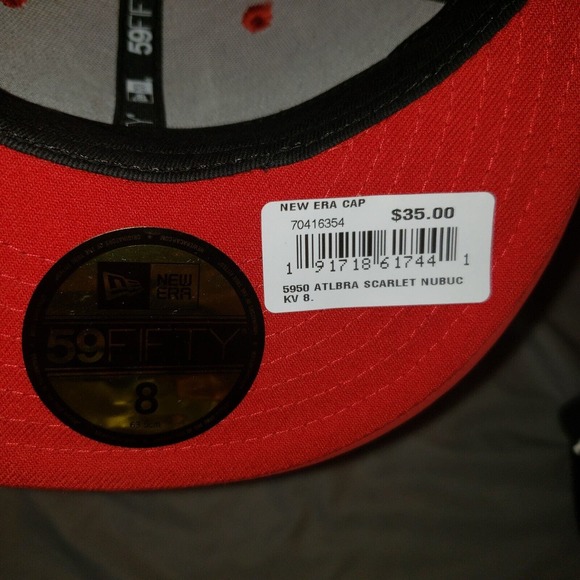 59FIFTY
NEW ERA CAP
70416354 $35.00
1 91718 61744 1
5950 ATLBRA SCARLET NUBUC
KV 8.
NEW
ERA
59FIFTY
8